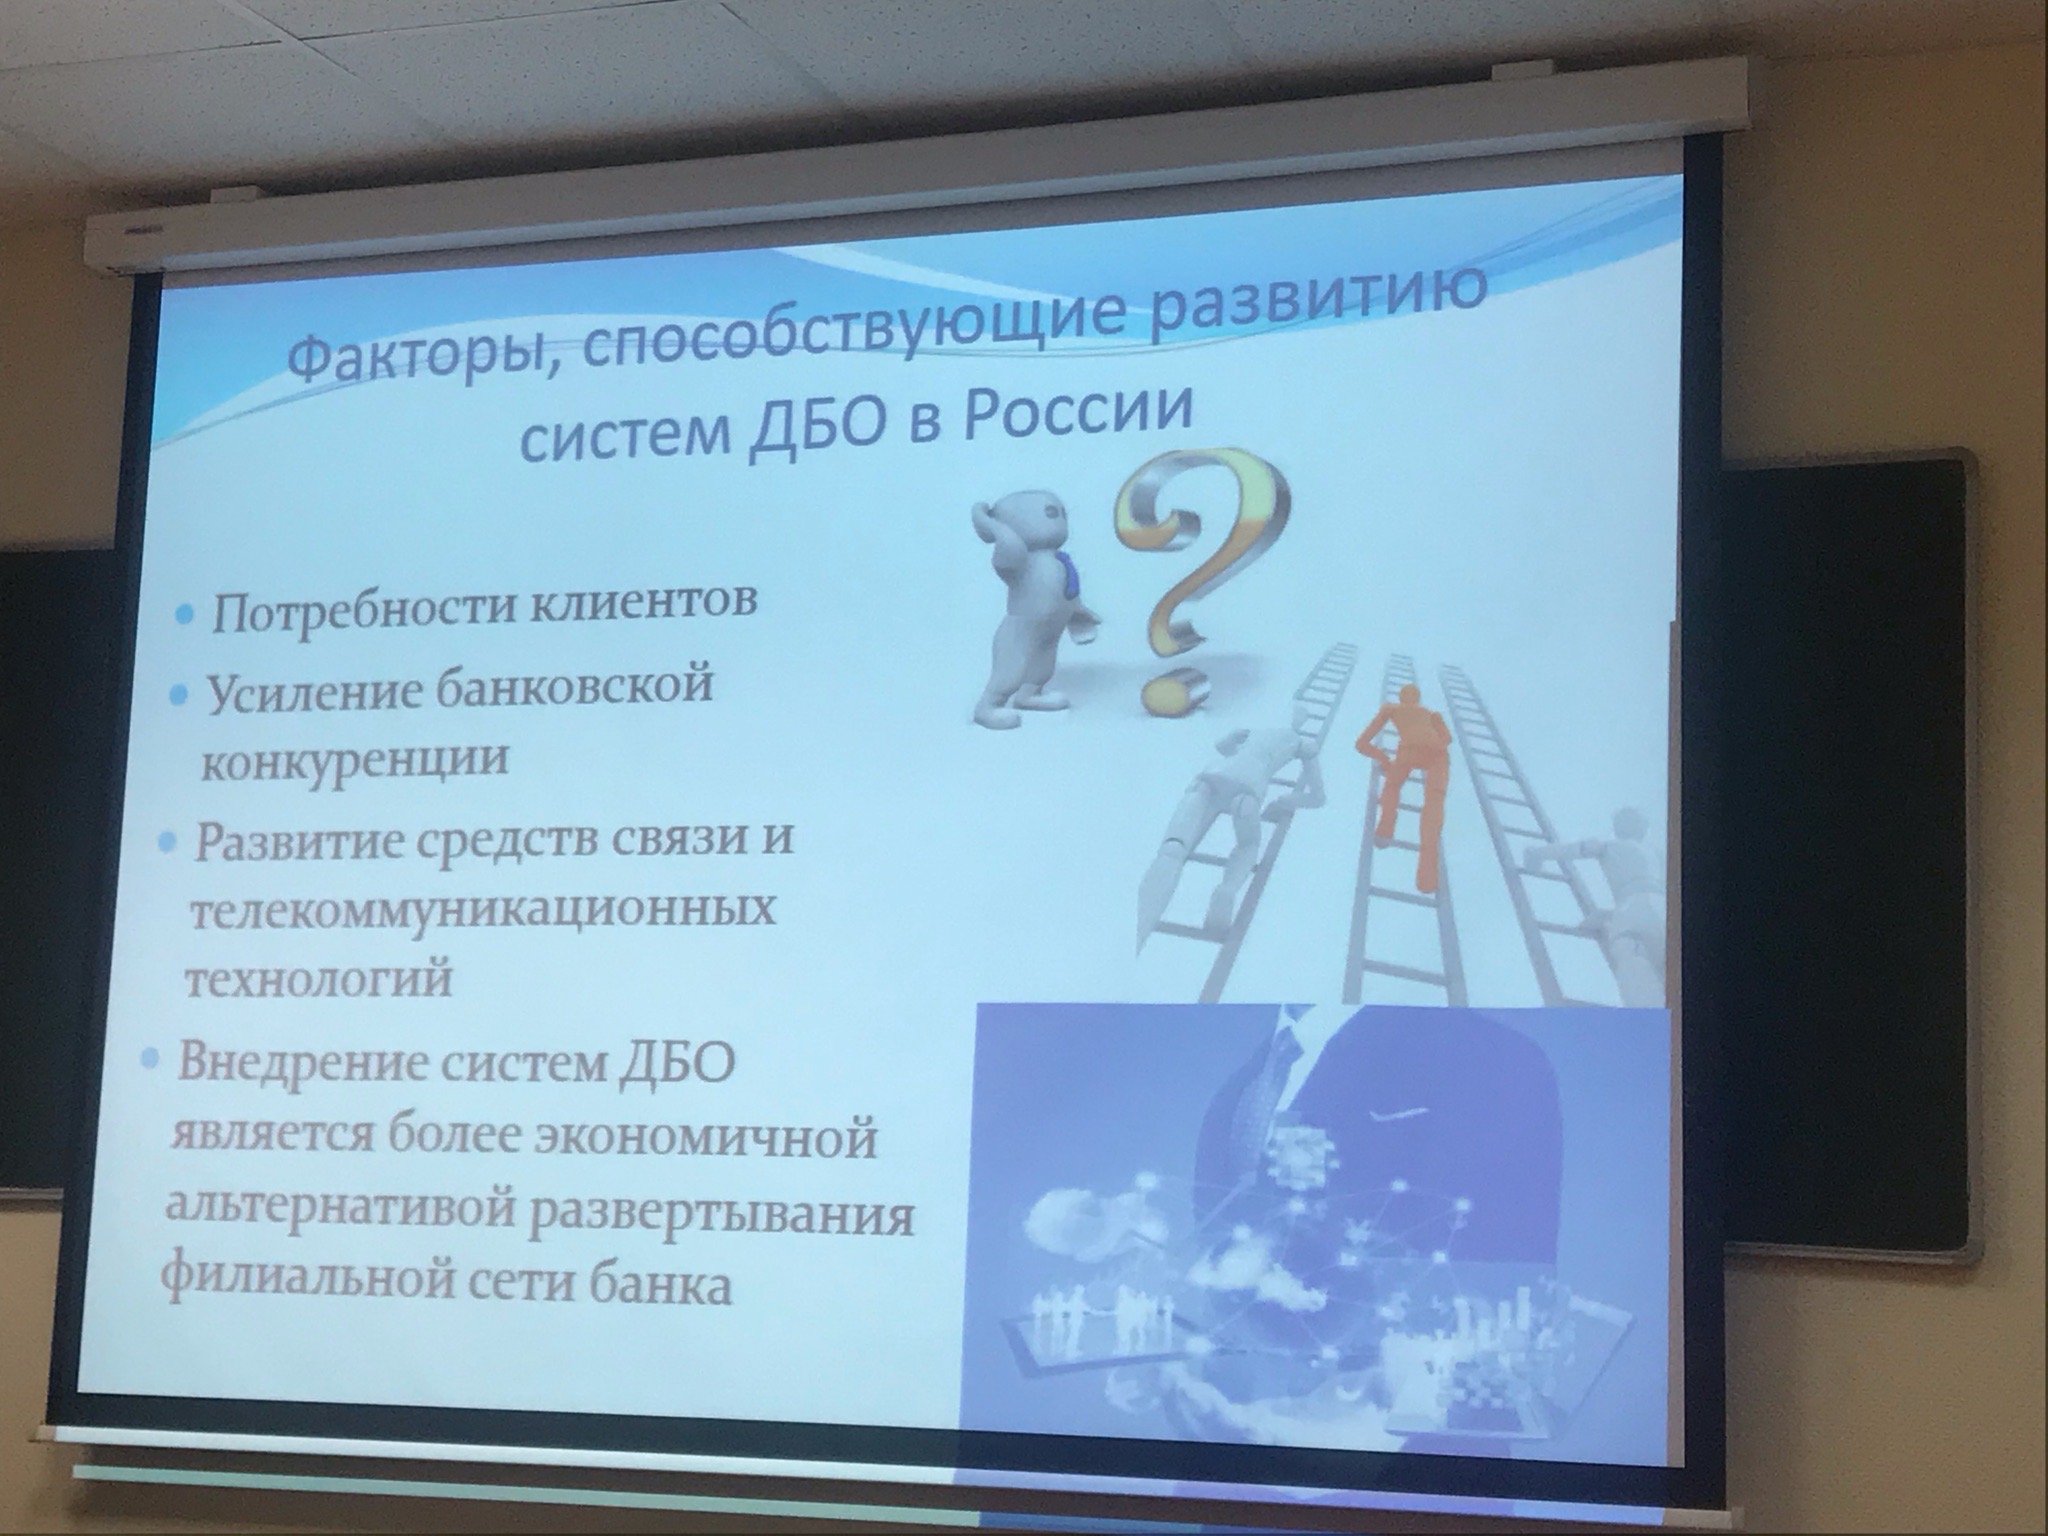 Факторы, способствующие развитию
систем ДБО в России
• Потребности клиентов
• Усиление банковской
конкуренции
• Развитие средств связи и
телекоммуникационных
технологий
• Внедрение систем ДБО
является более экономичной
альтернативой развертывания
филиальной сети банка